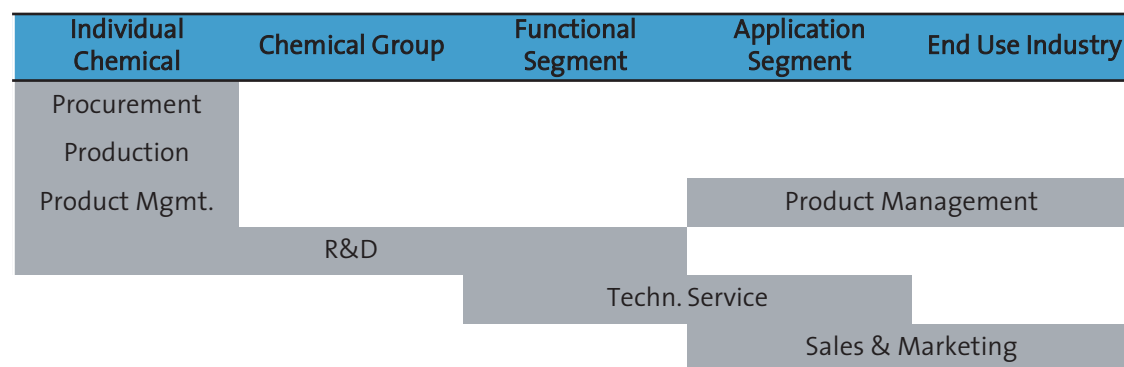 Individual
Chemical
Chemical Group
Functional
Segment
Application
Segment
End Use Industry
Procurement
Production
Product Mgmt.
Product Management
R&D
Techn. Service
Sales & Marketing